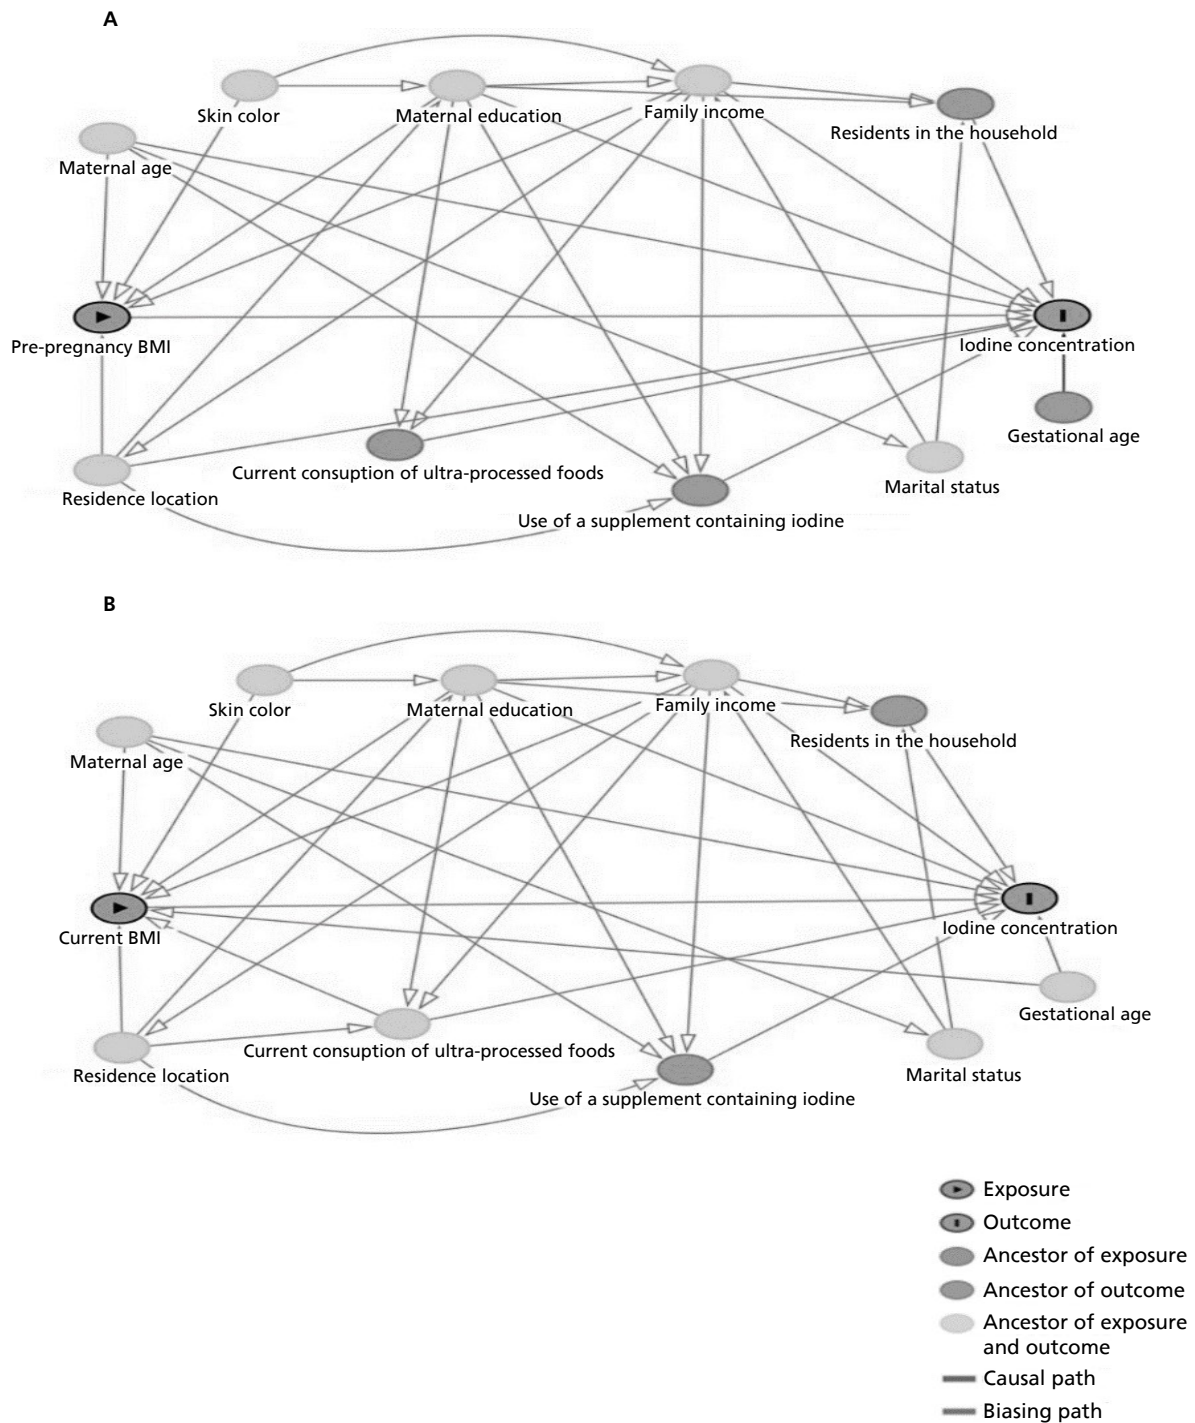 A
Skin color
Maternal education
Family income
Residents in the household
Maternal age
Pre-pregnancy BMI
Iodine concentration
Gestational age
Current consuption of ultra-processed foods
Marital status
Residence location
Use of a supplement containing iodine
B
Skin color
Maternal education
Family income
Residents in the household
Maternal age
Current BMI
Iodine concentration
Gestational age
Current consuption of ultra-processed foods
Residence location
Marital status
Use of a supplement containing iodine
Exposure
Outcome
Ancestor of exposure
Ancestor of outcome
Ancestor of exposure
and outcome
Causal path
Biasing path